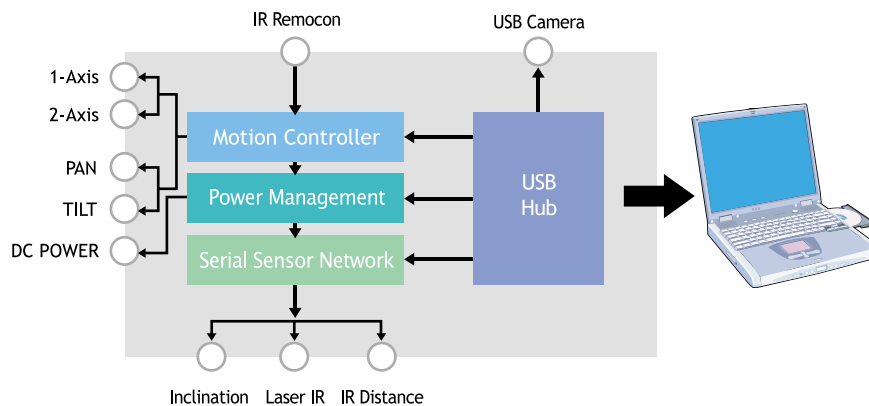 IR Remocon
USB Camera
1-Axis
2-Axis
PAN
TILT
DC POWER
Motion Controller
Power Management
Serial Sensor Network
USB
Hub
Inclination
Laser IR
IR Distance